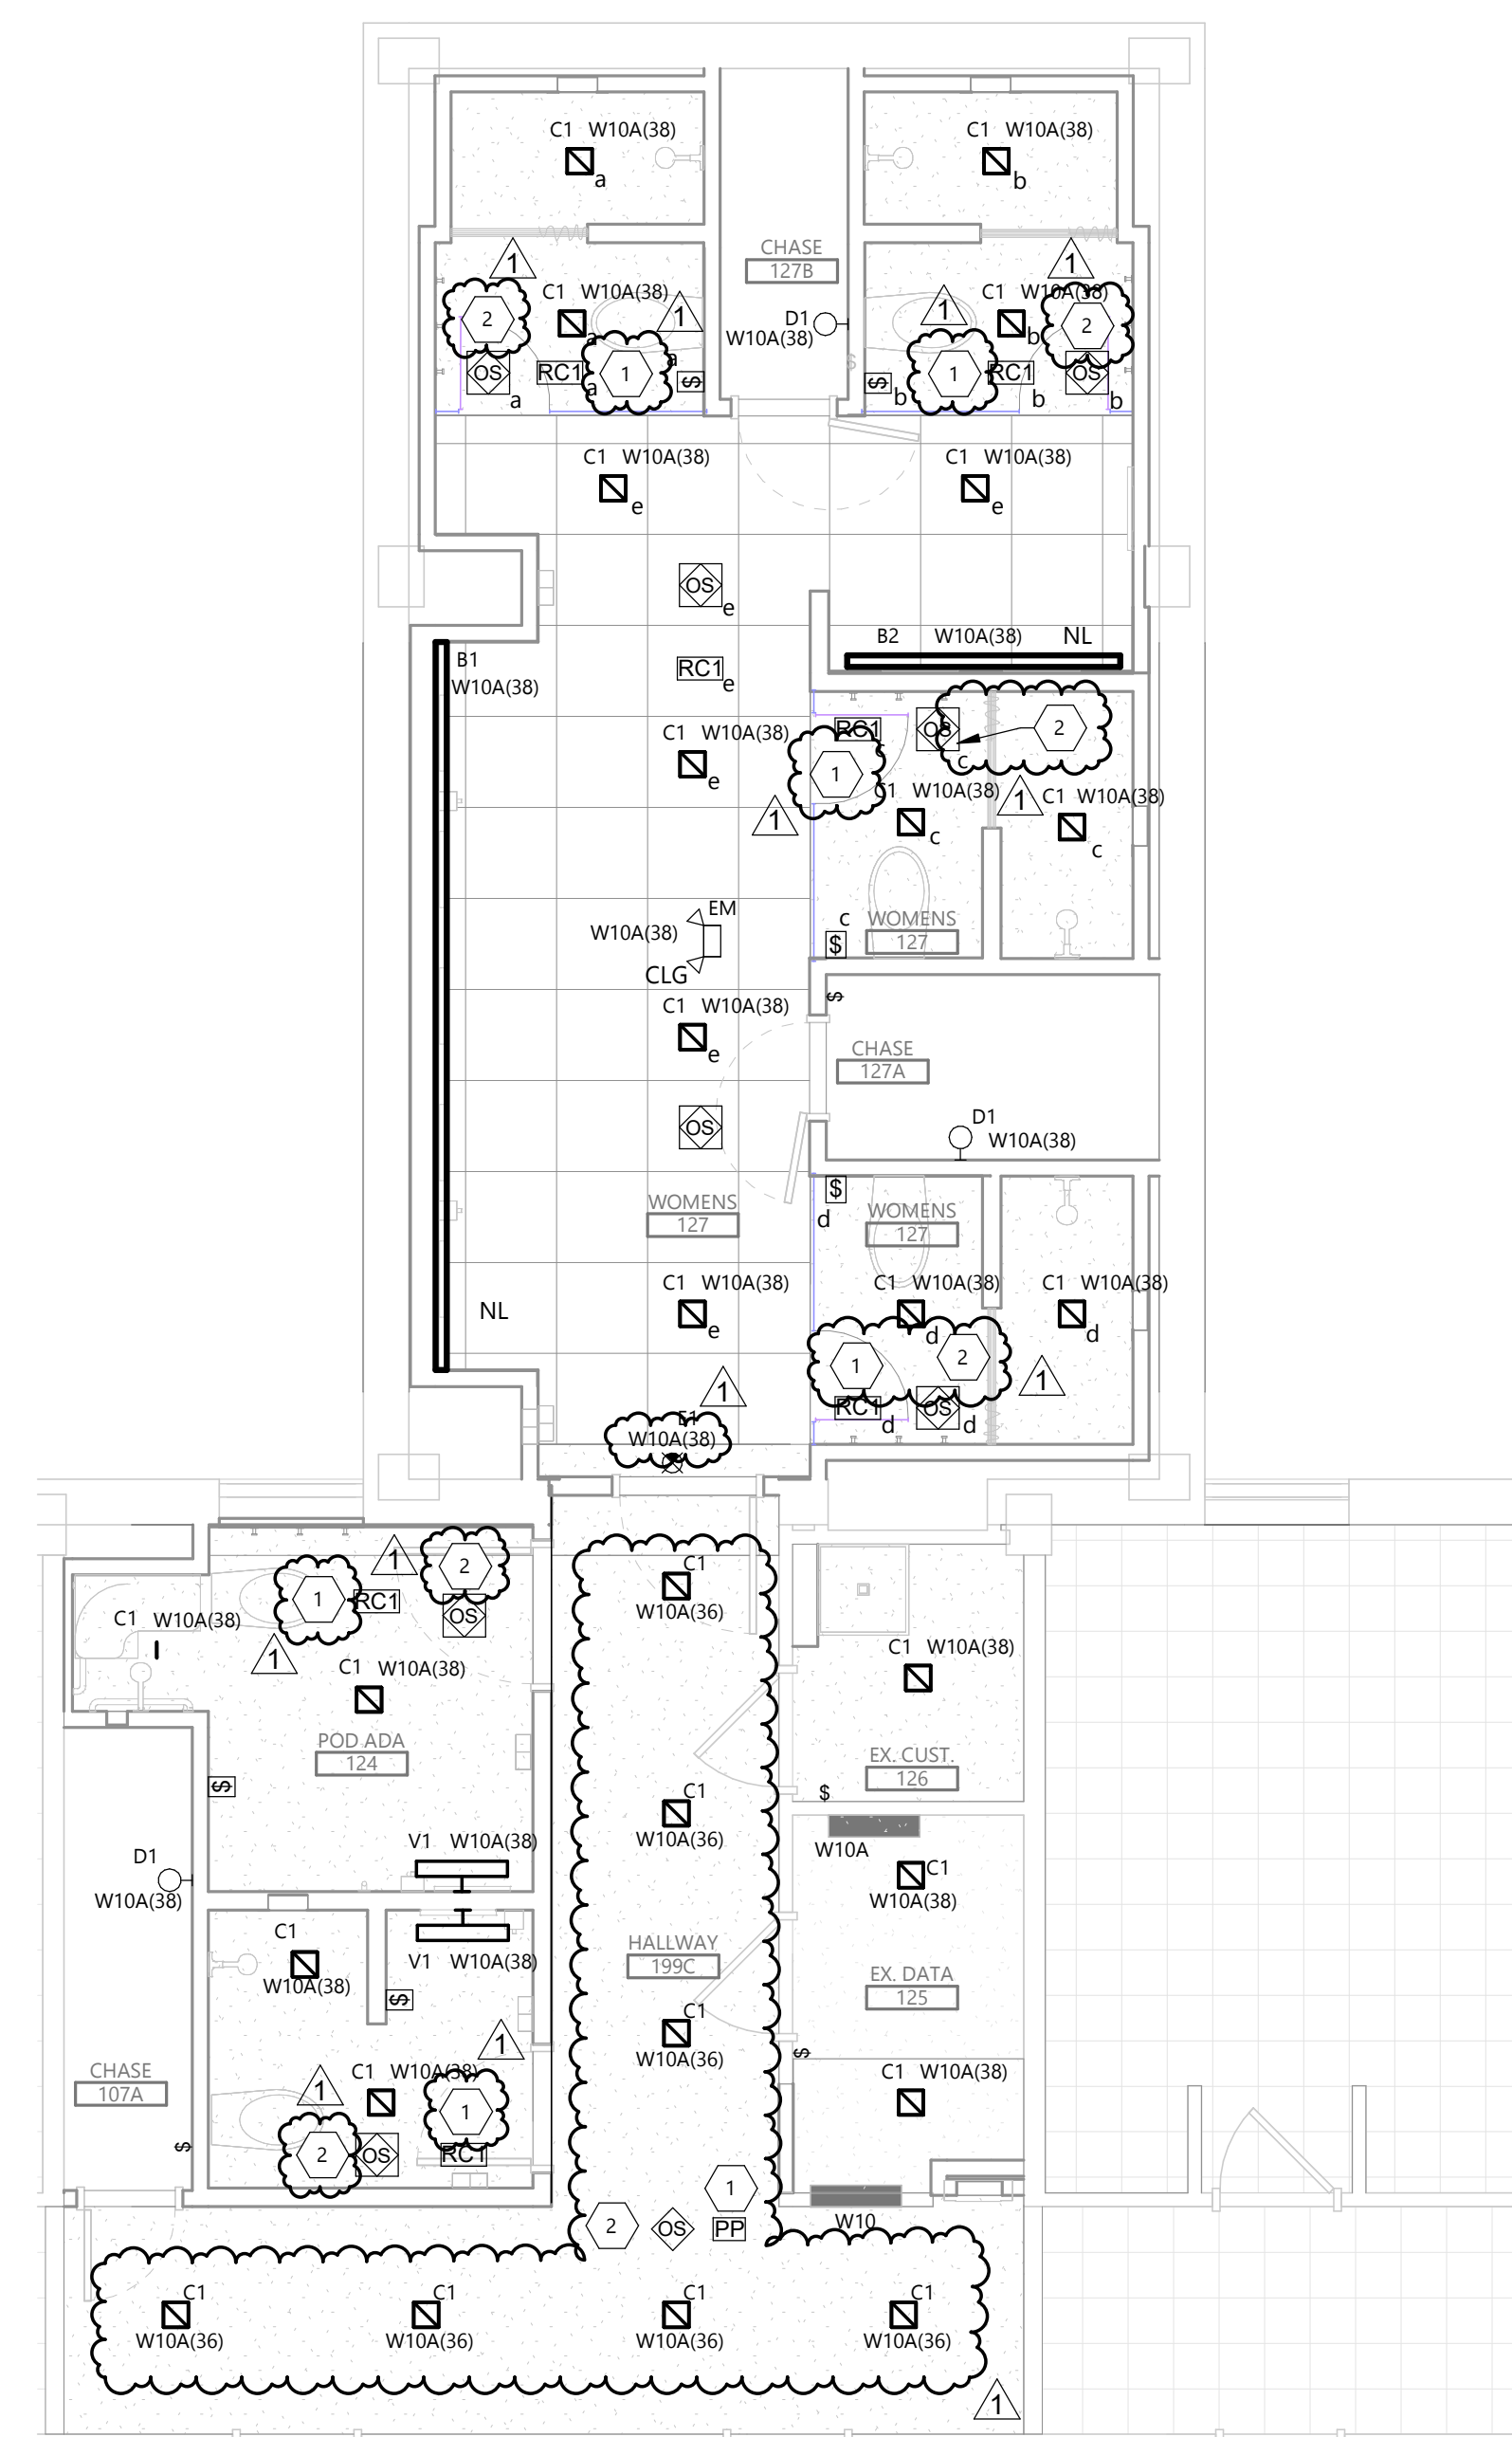 C1 W10A(38)
a
C1 W10A(38)
b
CHASE
127B
1
1
2
C1 W10A(38)
a
1
D1
W10A(38)
$
1
C1 W10A(38)
b
2
OS
a
RC1
a
1
a
$
$
b
1
RC1
b
OS
b
C1 W10A(38)
e
C1 W10A(38)
e
OS
e
B2 W10A(38) NL
B1
W10A(38)
RC1
e
RC1
c
OS
c
2
C1 W10A(38)
e
1
1
C1 W10A(38)
c
1
C1 W10A(38)
c
EM
W10A(38)
CLG
c
$
WOMENS
127
$
C1 W10A(38)
e
CHASE
127A
OS
D1
W10A(38)
$
d
WOMENS
127
WOMENS
127
NL
C1 W10A(38)
e
C1 W10A(38)
d
C1 W10A(38)
d
1
2
1
1
RC1
d
OS
d
E1
W10A(38)
1
2
1
RC1
OS
C1
W10A(36)
C1 W10A(38)
1
C1 W10A(38)
C1 W10A(38)
POD ADA
124
EX. CUST.
126
$
$
C1
W10A(36)
W10A
V1 W10A(38)
D1
W10A(38)
C1
W10A(38)
C1
W10A(38)
V1 W10A(38)
HALLWAY
199C
EX. DATA
125
$
1
C1
W10A(36)
$
CHASE
107A
1
C1 W10A(38)
1
C1 W10A(38)
$
2
OS
RC1
1
2
OS
PP
W10
C1
W10A(36)
C1
W10A(36)
C1
W10A(36)
C1
W10A(36)
1